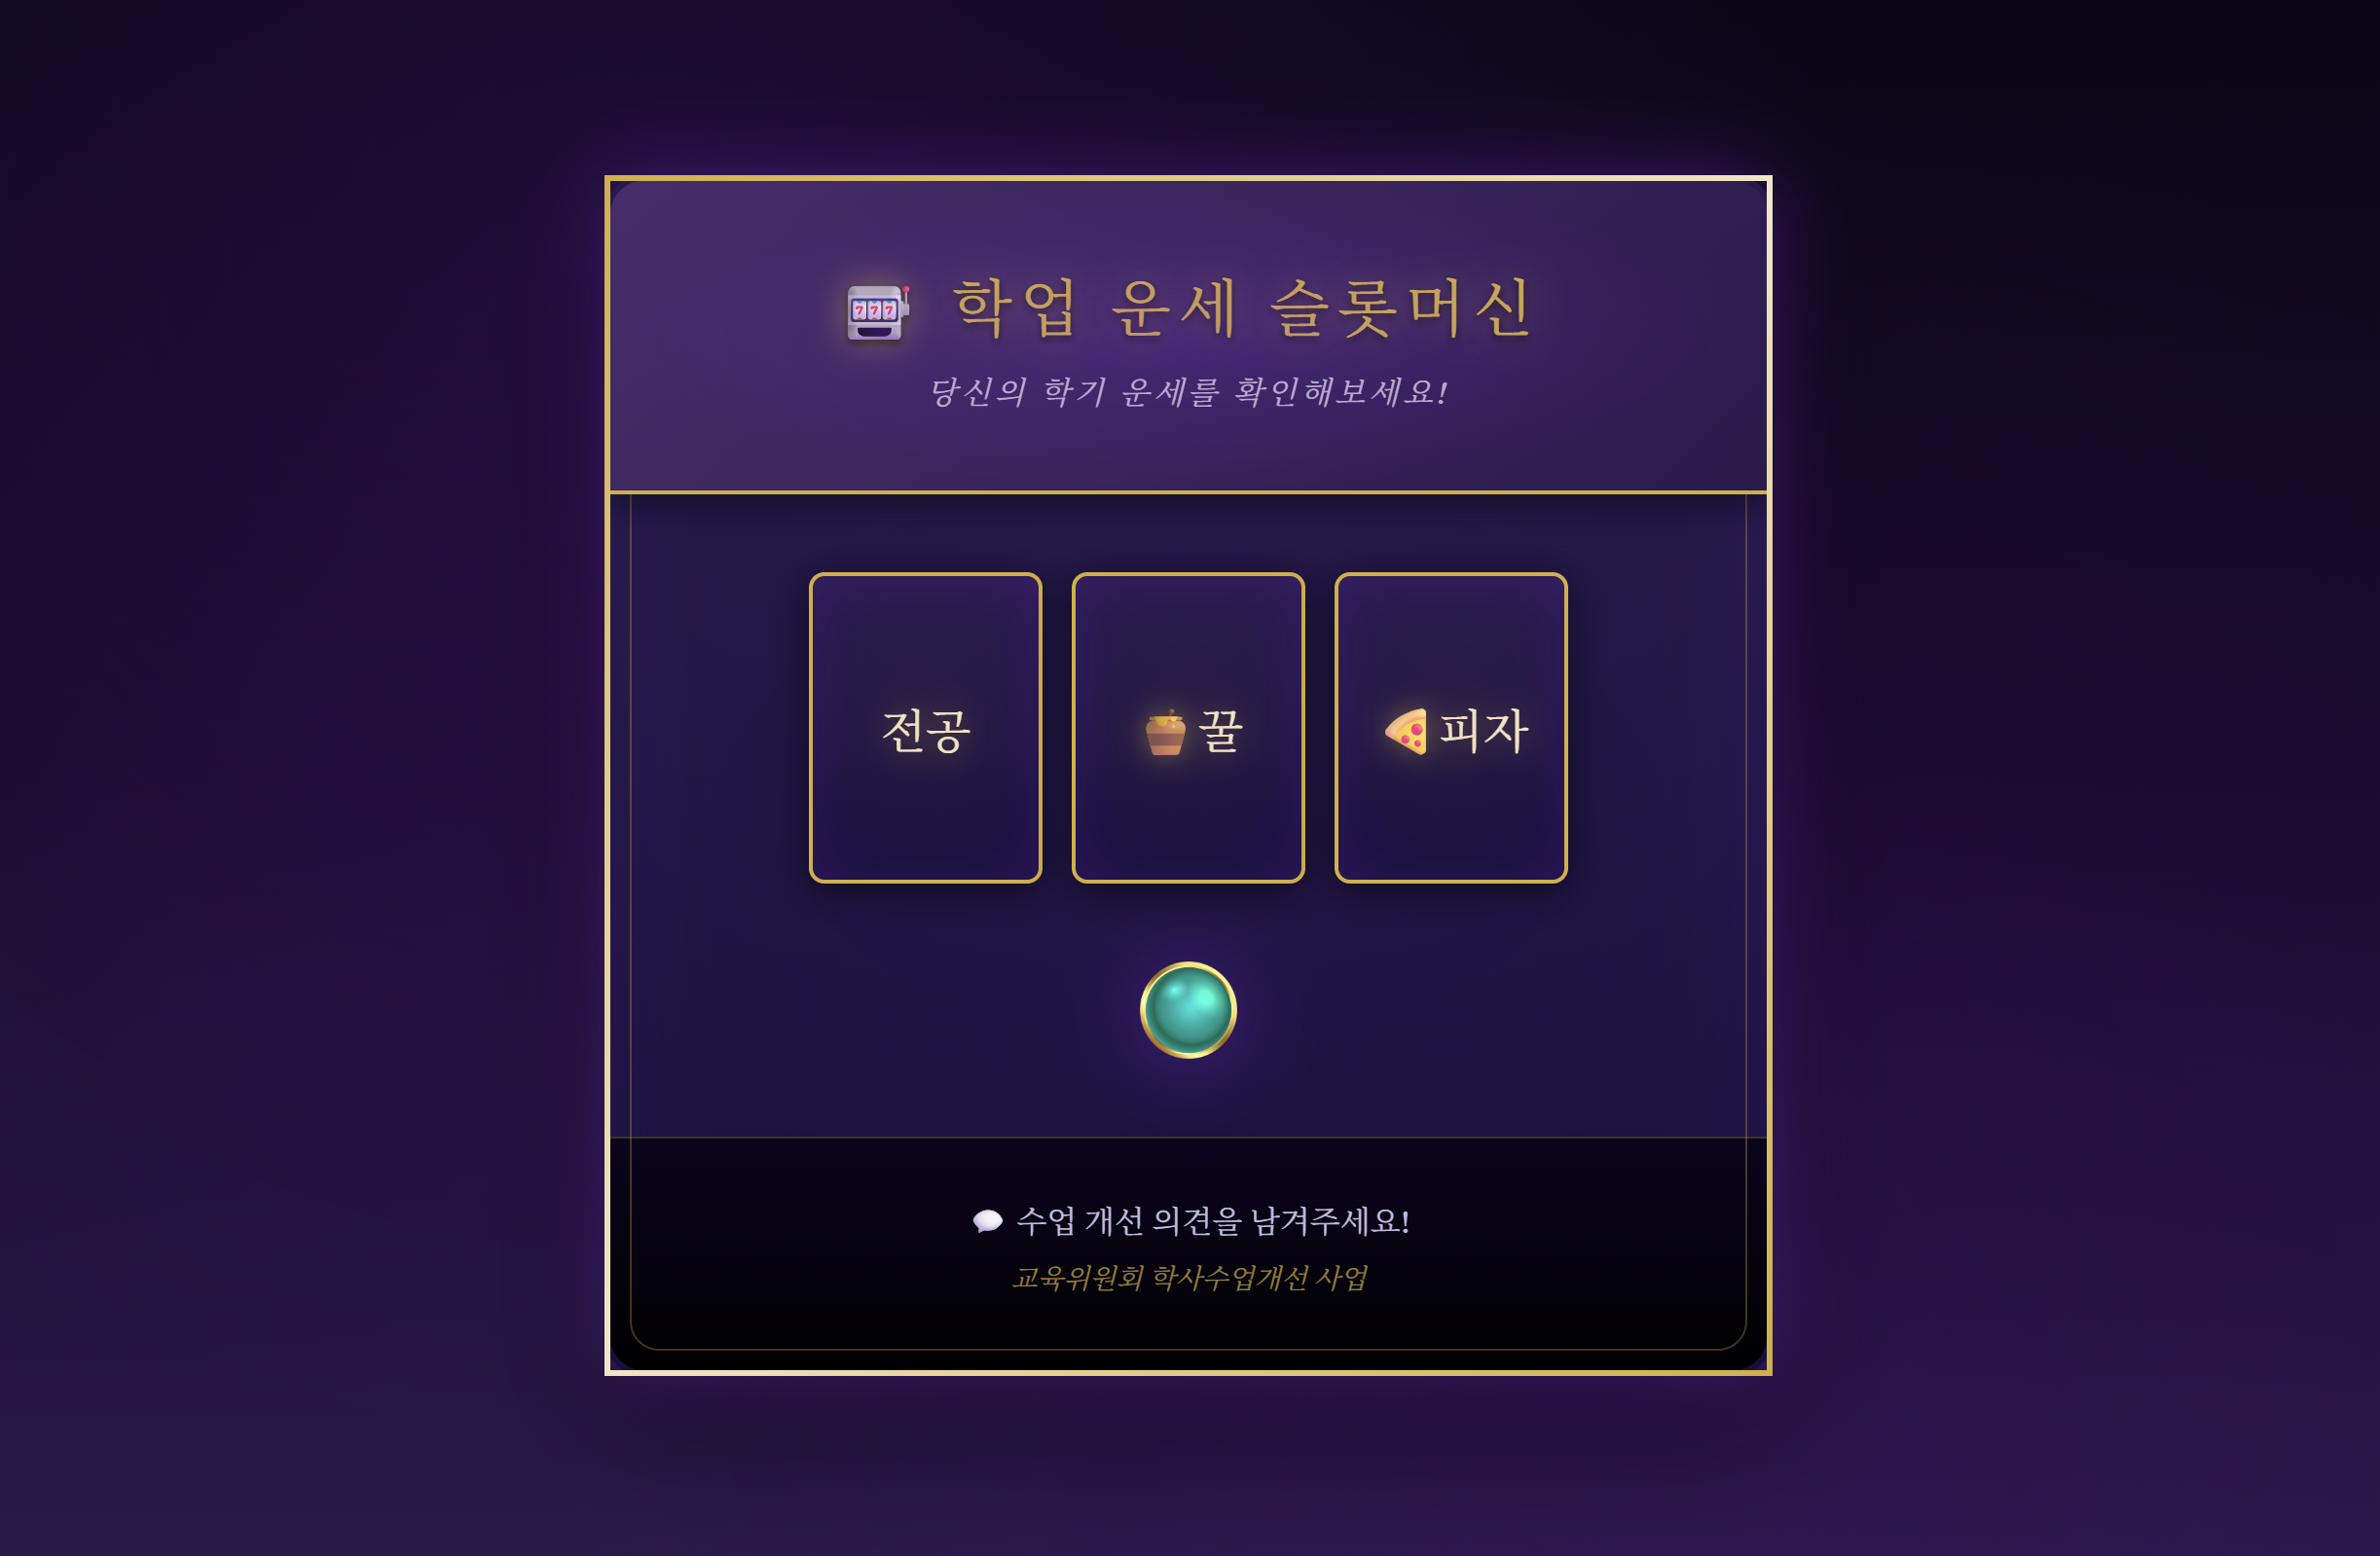 학업 운세 슬롯머신
당신의 학기 운세를 확인해보세요!
전공
꿀
피자
수업 개선 의견을 남겨주세요!
교육위원회 학사수업개선 사업